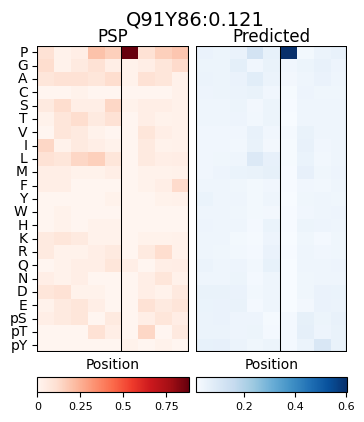 Q91Y86:0.121
PSP Predicted
P
G
A
C
S
T
V
I
L
M
F
Y
W
H
K
R
Q
N
D
E
pS
pT
pY
Position Position
0 0.25 0.5 0.75 0.2 0.4 0.6